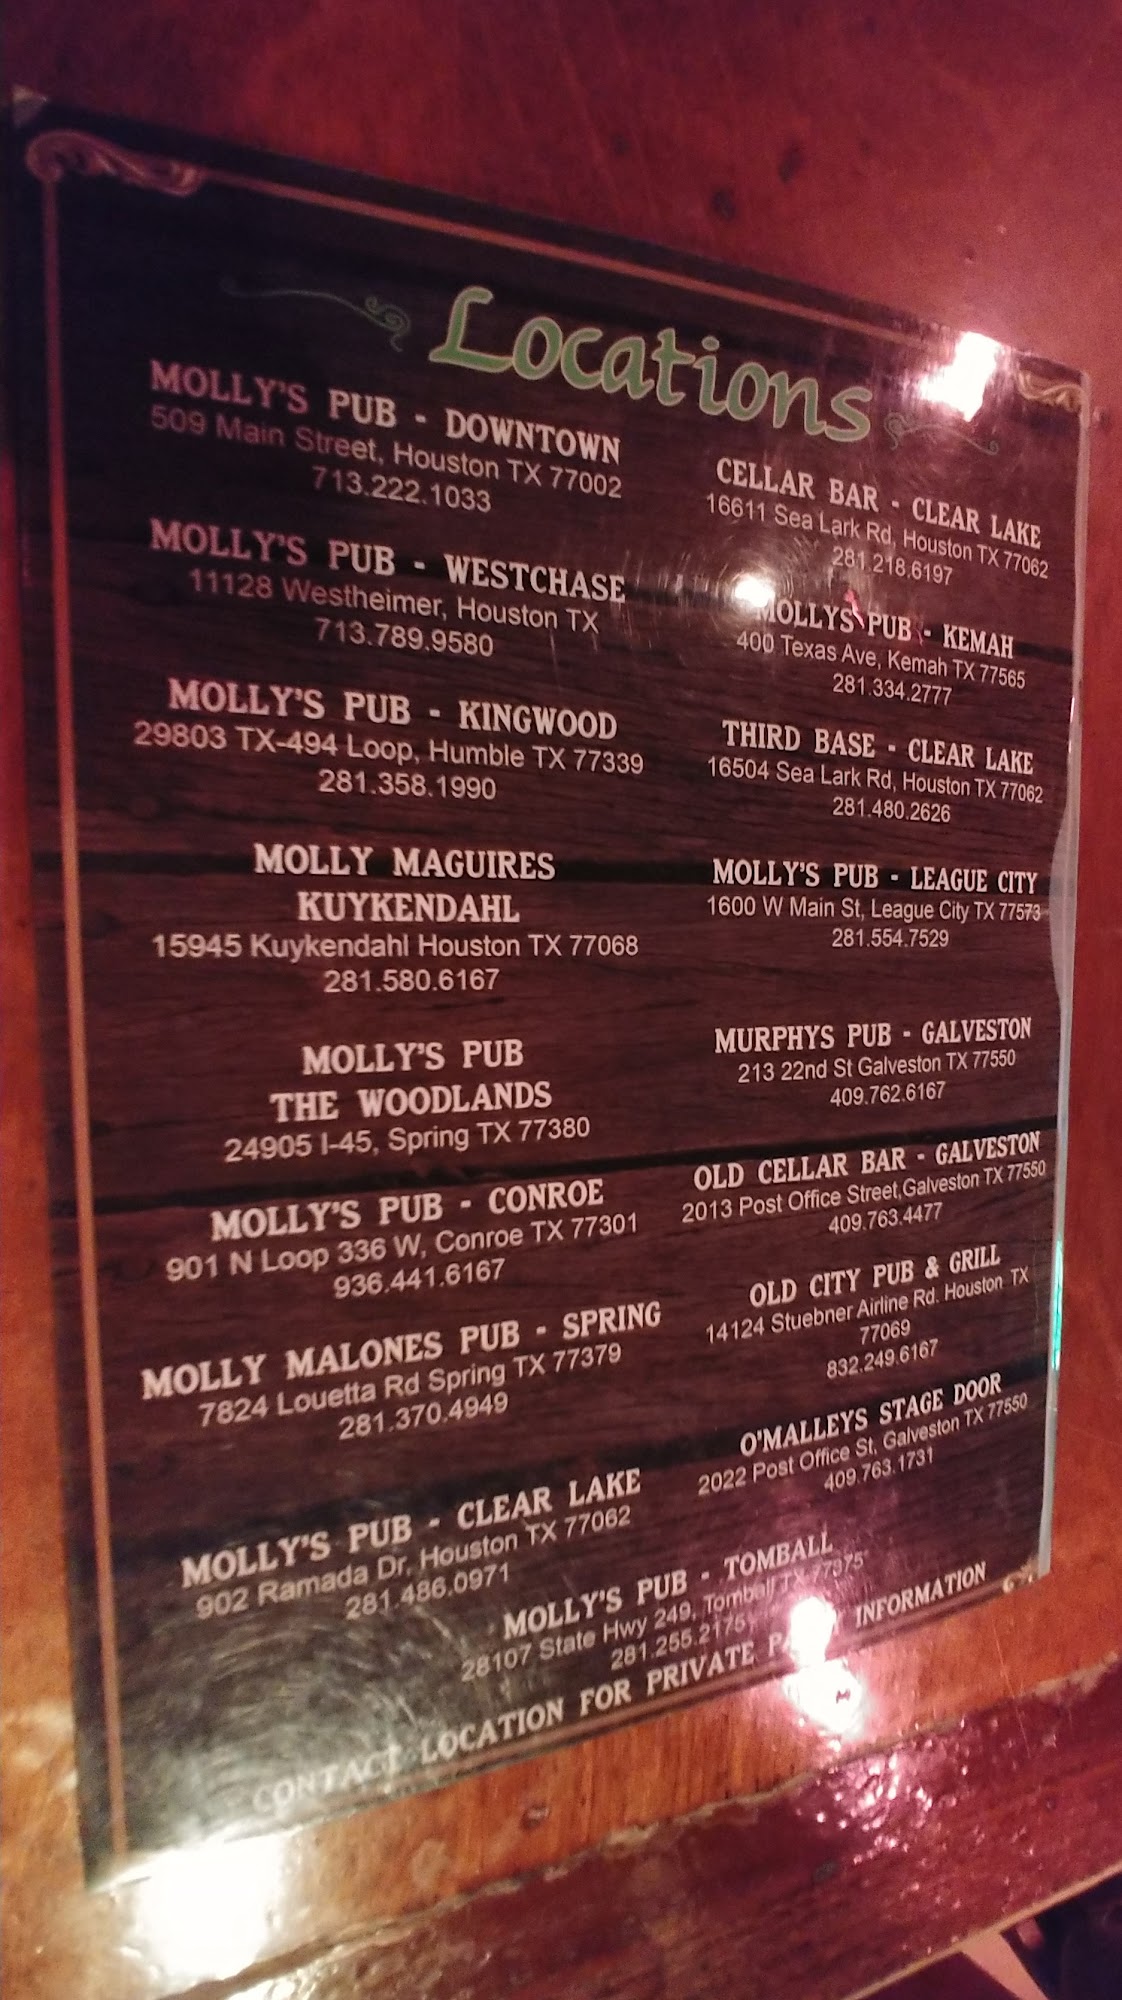 Locations
MOLLY'S PUB - DOWNTOWN
509 Main Street, Houston TX 77002
713.222.1033
MOLLY'S PUB - WESTCHASE
11128 Westheimer, Houston TX
713.789.9580
MOLLY'S PUB - KINGWOOD
29803 TX-494 Loop, Humble TX 77339
281.358.1990
MOLLY MAGUIRES
KUYKENDAHL
15945 Kuykendahl Houston TX 77068
281.580.6167
MOLLY'S PUB
THE WOODLANDS
24905 I-45, Spring TX 77380
MOLLY'S PUB - CONROE
901 N Loop 336 W, Conroe TX 77301
936.441.6167
MOLLY MALONES PUB - SPRING
7824 Louetta Rd Spring TX 77379
281.370.4949
MOLLY'S PUB - CLEAR LAKE
902 Ramada Dr, Houston TX 77062
281.486.0971
CELLAR BAR - CLEAR LAKE
16611 Sea Lark Rd, Houston TX 77062
281.218.6197
MOLLYS PUB - KEMAH
400 Texas Ave, Kemah TX 77565
281.334.2777
THIRD BASE - CLEAR LAKE
16504 Sea Lark Rd, Houston TX 77062
281.480.2626
MOLLY'S PUB - LEAGUE CITY
1600 W Main St, League City TX 77573
281.554.7529
MURPHYS PUB - GALVESTON
213 22nd St Galveston TX 77550
409.762.6167
OLD CELLAR BAR - GALVESTON
2013 Post Office Street,Galveston TX 77550
409.763.4477
OLD CITY PUB & GRILL
14124 Stuebner Airline Rd. Houston TX
77069
832.249.6167
O'MALLEYS STAGE DOOR
2022 Post Office St, Galveston TX 77550
409.763.1731
MOLLY'S PUB - TOMBALL
28107 State Hwy 249, Tomball TX 77375
281.255.2175
CONTACT LOCATION FOR PRIVATE PARTY INFORMATION